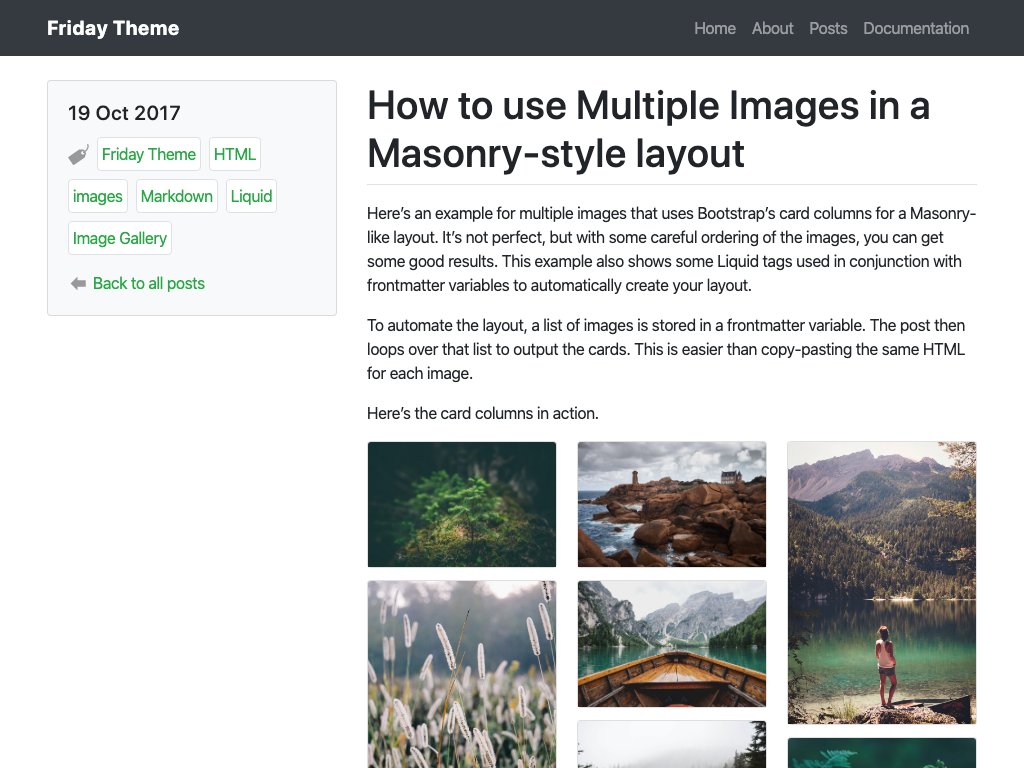 Friday Theme
Home About Posts Documentation
19 Oct 2017
Friday Theme HTML
images Markdown Liquid
Image Gallery
Back to all posts
How to use Multiple Images in a
Masonry-style layout
Here’s an example for multiple images that uses Bootstrap’s card columns for a Masonry-
like layout. It’s not perfect, but with some careful ordering of the images, you can get
some good results. This example also shows some Liquid tags used in conjunction with
frontmatter variables to automatically create your layout.
To automate the layout, a list of images is stored in a frontmatter variable. The post then
loops over that list to output the cards. This is easier than copy-pasting the same HTML
for each image.
Here’s the card columns in action.